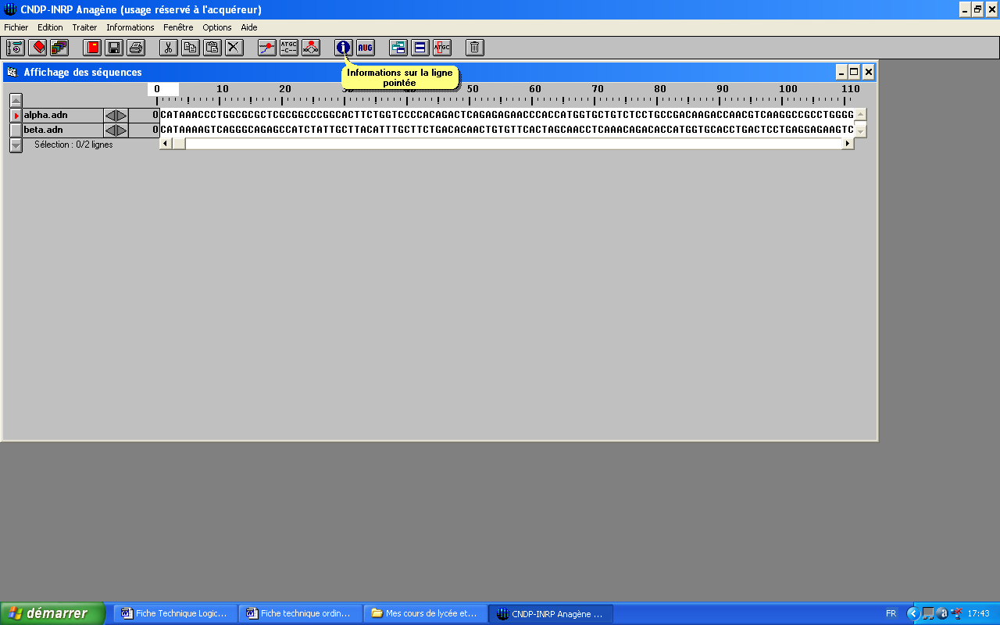 CNDP-INRP Anagène (usage réservé à l'acquéreur)
Fichier Edition Traiter Informations Fenêtre Options Aide
ATGC
-C-- AUG ATGC
Affichage des séquences
Informations sur la ligne
pointée
0 10 20 50 60 70 80 90 100 110
alpha.adn 0 CATAAACCCTGGCGCGCTCGCGGCCCGGCACTTCTGGTCCCCACAGACTCAGAGAGAACCCACCATGGTGCTGTCTCCTGCCGACAAGACCAACGTCAAGGCCGCCTGGGG
beta.adn 0 CATAAAAGTCAGGGCAGAGCCATCTATTGCTTACATTTGCTTCTGACACAACTGTGTTCACTAGCAACCTCAAACAGACACCATGGTGCACCTGACTCCTGAGGAGAAGTC
Sélection : 0/2 lignes
démarrer Fiche Technique Logic... Fiche technique ordin... Mes cours de lycée et... CNDP-INRP Anagène ... FR 17:43